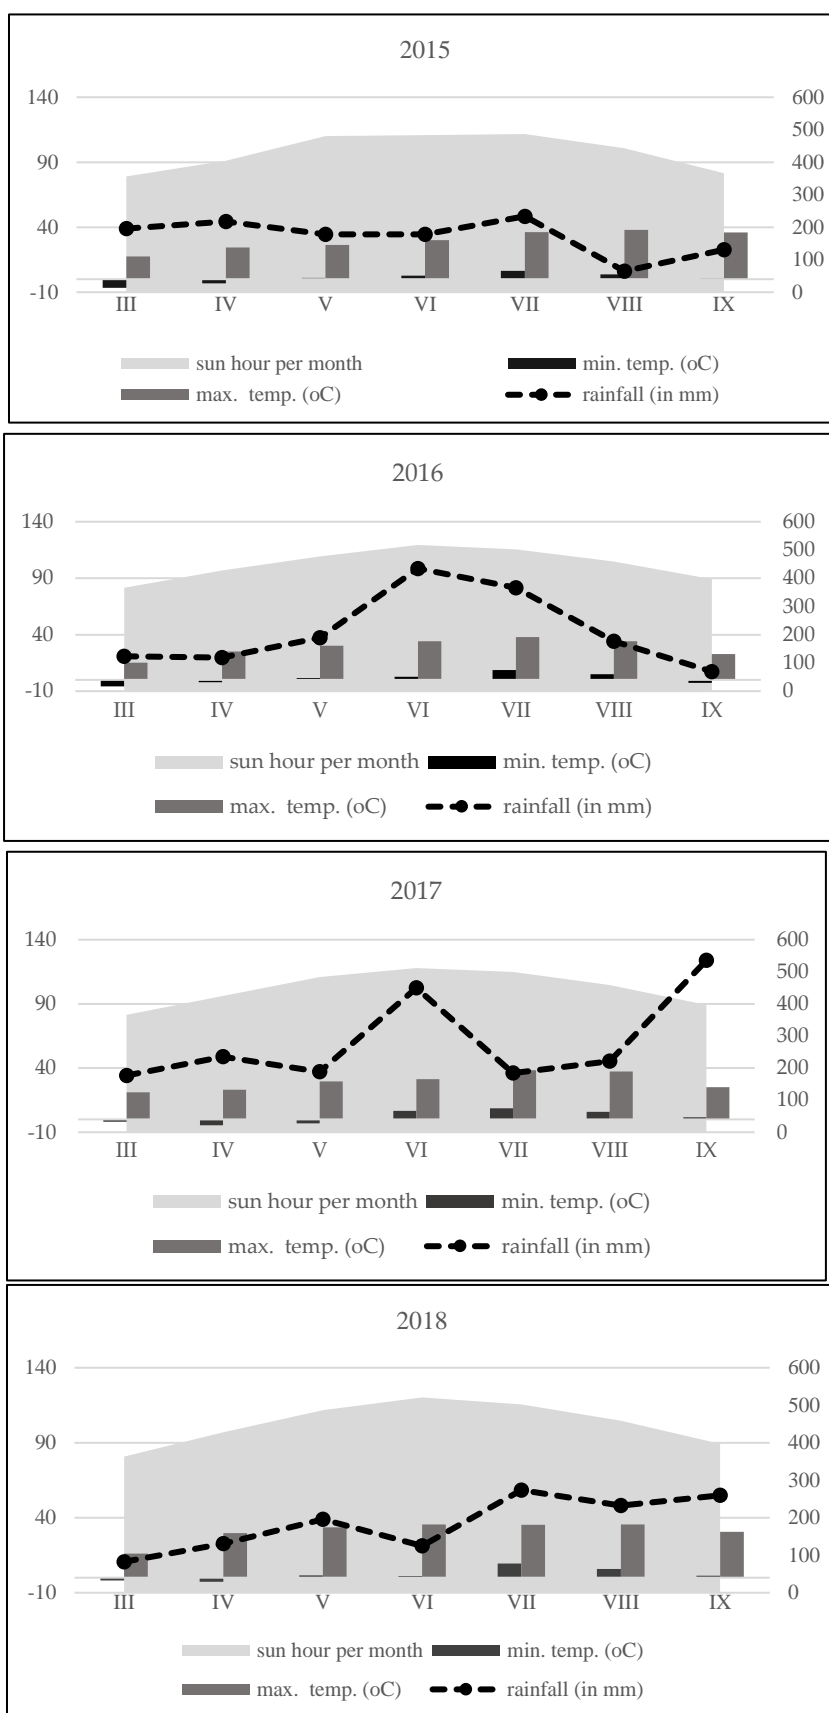 2015
140 600
500
90 400
300
40 200
100
-10 0
III IV V VI VII VIII IX
sun hour per month min. temp. (oC)
max. temp. (oC) rainfall (in mm)
2016
140 600
500
90 400
300
40 200
100
-10 0
III IV V VI VII VIII IX
sun hour per month min. temp. (oC)
max. temp. (oC) rainfall (in mm)
2017
140 600
500
90 400
300
40 200
100
-10 0
III IV V VI VII VIII IX
sun hour per month min. temp. (oC)
max. temp. (oC) rainfall (in mm)
2018
140 600
500
90 400
300
40 200
100
-10 0
III IV V VI VII VIII IX
sun hour per month min. temp. (oC)
max. temp. (oC) rainfall (in mm)